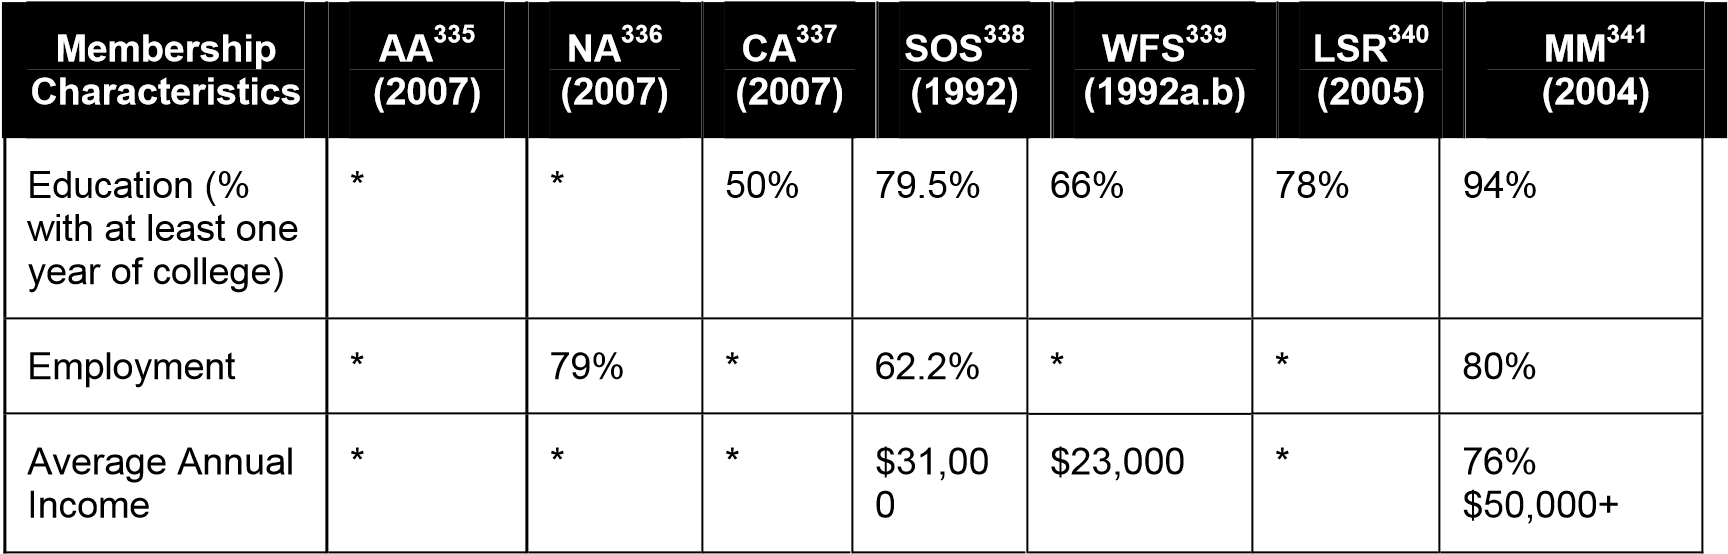 Membership Characteristics | AA335 (2007) | NA336 (2007) | CA337 (2007) | SOS338 (1992) | WFS339 (1992a.b) | LSR340 (2005) | MM341 (2004)
Education (% with at least one year of college) | * | * | 50% | 79.5% | 66% | 78% | 94%
Employment | * | 79% | * | 62.2% | * | * | 80%
Average Annual Income | * | * | * | $31,000 | $23,000 | * | 76% $50,000+